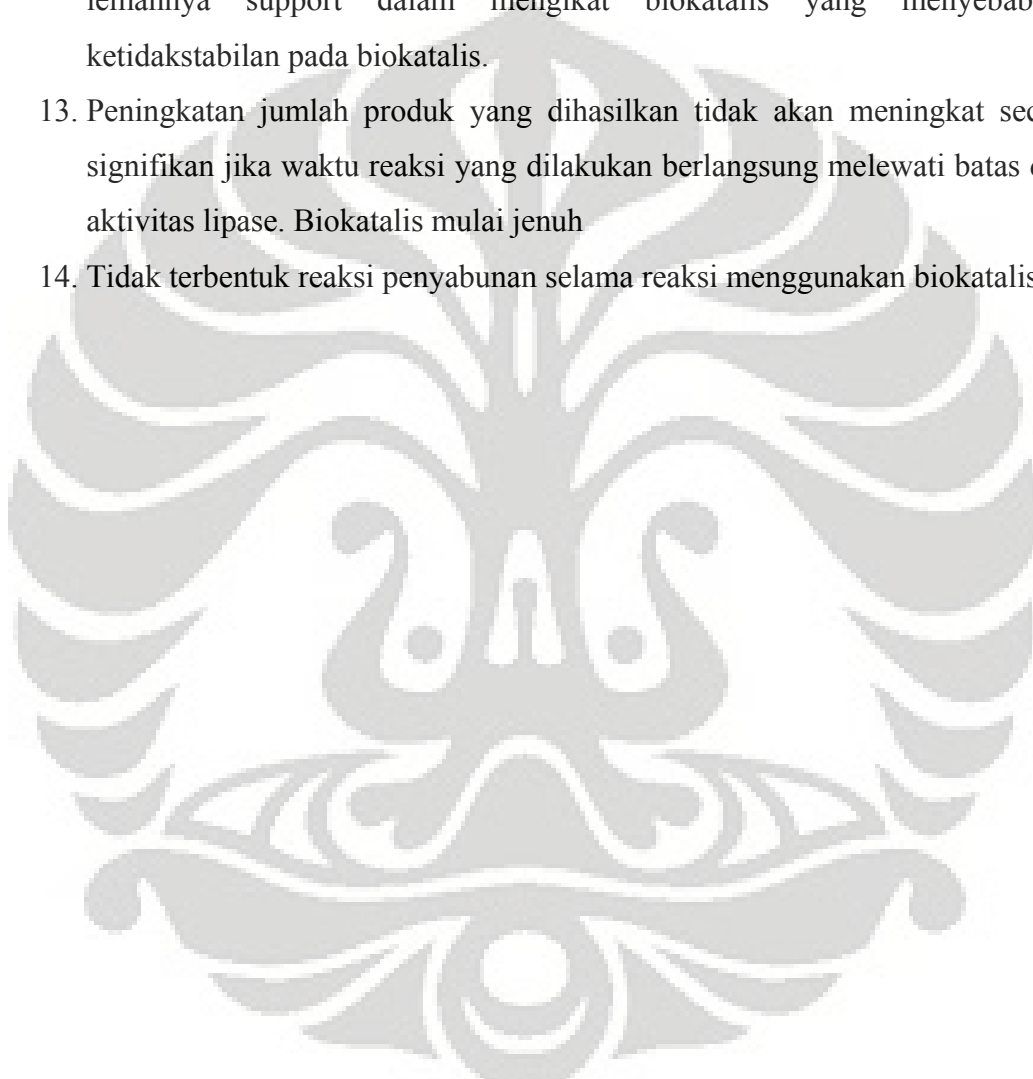 lemahnya support dalam mengikat biokatalis yang menyebab
ketidakstabilan pada biokatalis.
13. Peningkatan jumlah produk yang dihasilkan tidak akan meningkat sec
signifikan jika waktu reaksi yang dilakukan berlangsung melewati batas
aktivitas lipase. Biokatalis mulai jenuh
14. Tidak terbentuk reaksi penyabunan selama reaksi menggunakan biokatalis